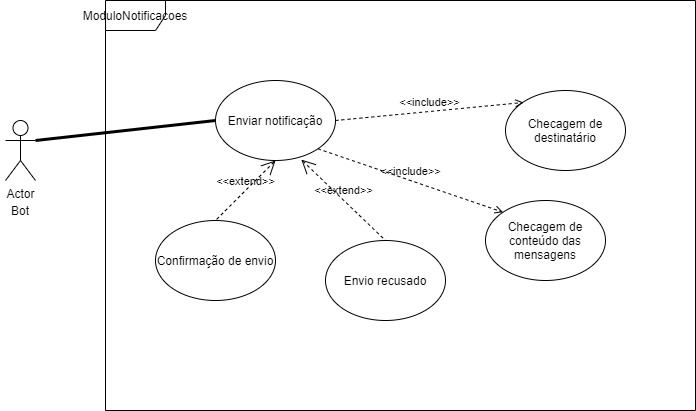 ModuloNotificacoes
Enviar notificação
<<include>>
Checagem de
destinatário
Actor
Bot
<<extend>>
<<extend>>
<<include>>
Checagem de
conteúdo das
mensagens
Confirmação de envio
Envio recusado